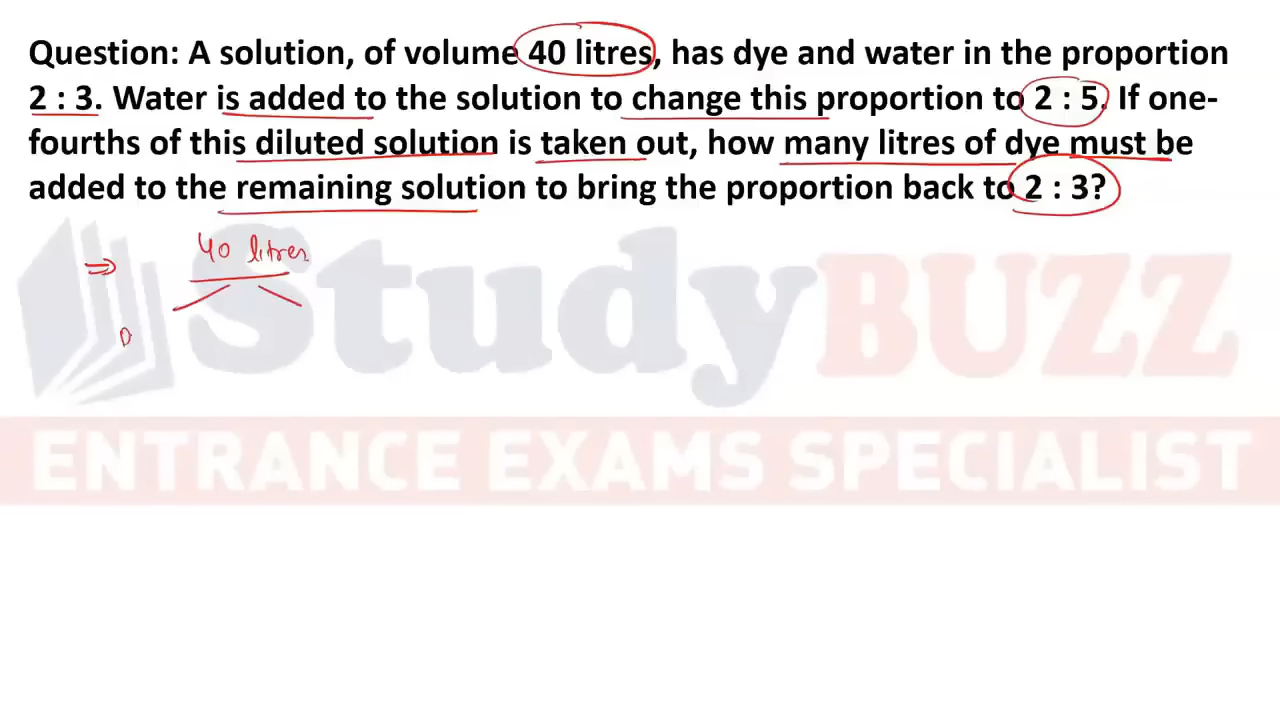 Question: A solution, of volume 40 litres, has dye and water in the proportion
2 : 3. Water is added to the solution to change this proportion to 2 : 5. If one-
fourths of this diluted solution is taken out, how many litres of dye must be
added to the remaining solution to bring the proportion back to 2 : 3?
⇒ 40 litres
D
StudyBUZZ
ENTRANCE EXAMS SPECIALIST